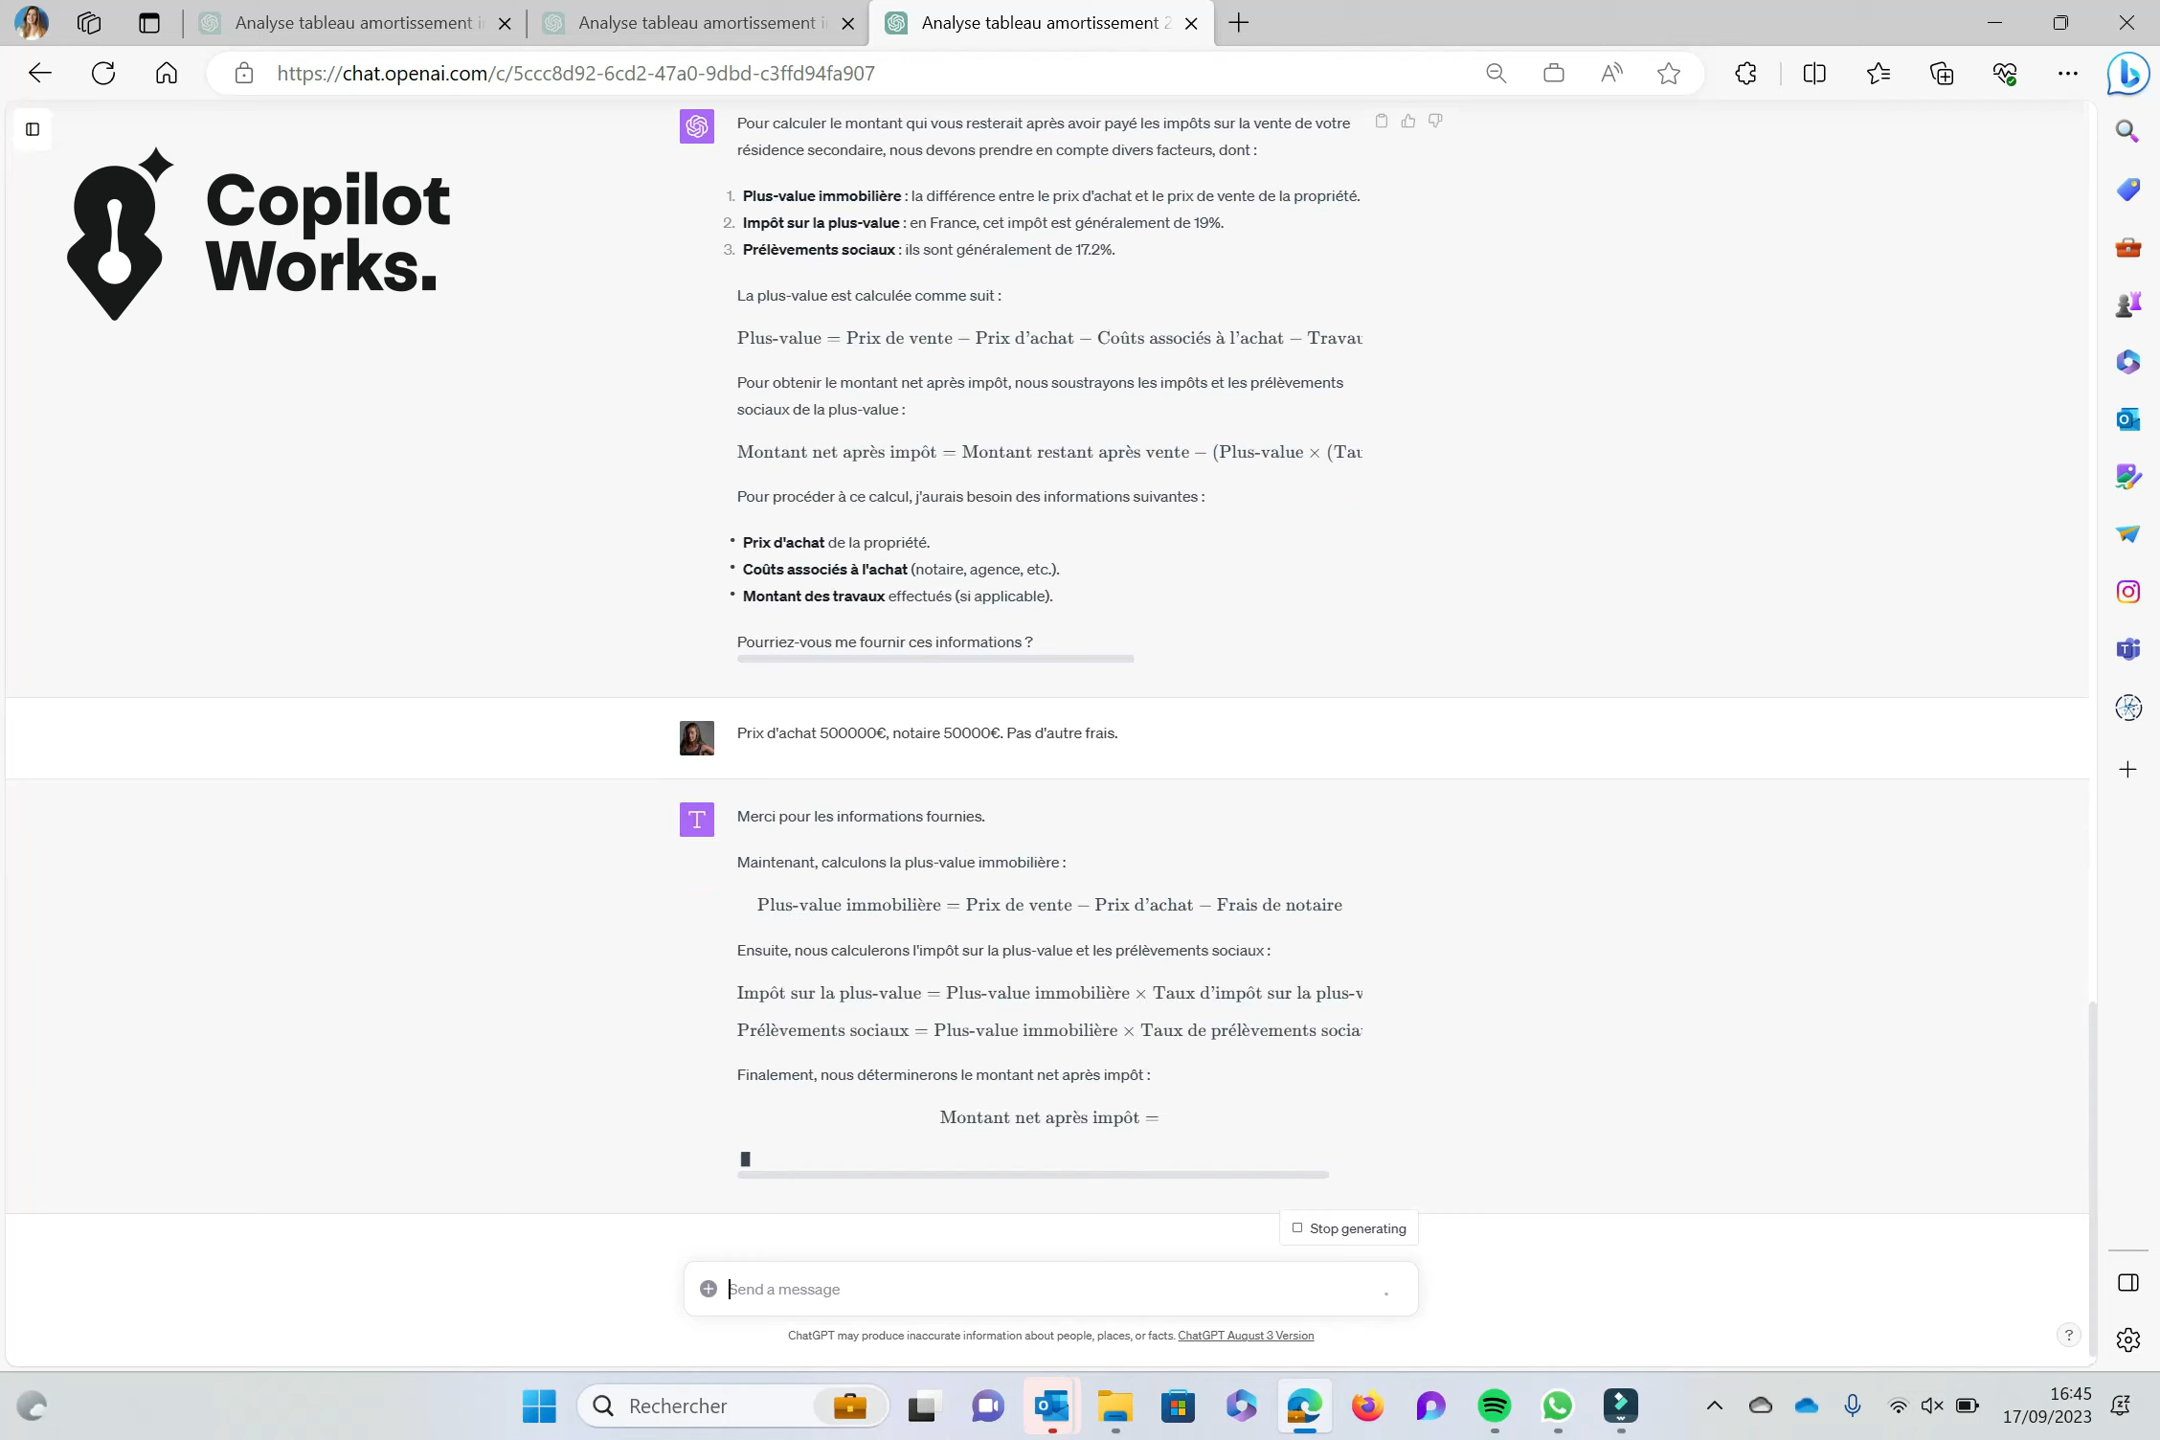 Analyse tableau amortissement i
Analyse tableau amortissement i
Analyse tableau amortissement 2
https://chat.openai.com/c/5ccc8d92-6cd2-47a0-9dbd-c3ffd94fa907
Copilot
Works.
Pour calculer le montant qui vous resterait après avoir payé les impôts sur la vente de votre
résidence secondaire, nous devons prendre en compte divers facteurs, dont :
1. Plus-value immobilière : la différence entre le prix d'achat et le prix de vente de la propriété.
2. Impôt sur la plus-value : en France, cet impôt est généralement de 19%.
3. Prélèvements sociaux : ils sont généralement de 17.2%.
La plus-value est calculée comme suit :
Plus-value = Prix de vente − Prix d’achat − Coûts associés à l’achat − Travau
Pour obtenir le montant net après impôt, nous soustrayons les impôts et les prélèvements
sociaux de la plus-value :
Montant net après impôt = Montant restant après vente − (Plus-value × (Tau
Pour procéder à ce calcul, j'aurais besoin des informations suivantes :
• Prix d'achat de la propriété.
• Coûts associés à l'achat (notaire, agence, etc.).
• Montant des travaux effectués (si applicable).
Pourriez-vous me fournir ces informations ?
Prix d'achat 500000€, notaire 50000€. Pas d'autre frais.
T
Merci pour les informations fournies.
Maintenant, calculons la plus-value immobilière :
Plus-value immobilière = Prix de vente − Prix d’achat − Frais de notaire
Ensuite, nous calculerons l'impôt sur la plus-value et les prélèvements sociaux :
Impôt sur la plus-value = Plus-value immobilière × Taux d’impôt sur la plus-v
Prélèvements sociaux = Plus-value immobilière × Taux de prélèvements socia
Finalement, nous déterminerons le montant net après impôt :
Montant net après impôt =
Stop generating
Send a message
ChatGPT may produce inaccurate information about people, places, or facts. ChatGPT August 3 Version
?
Rechercher
16:45
17/09/2023